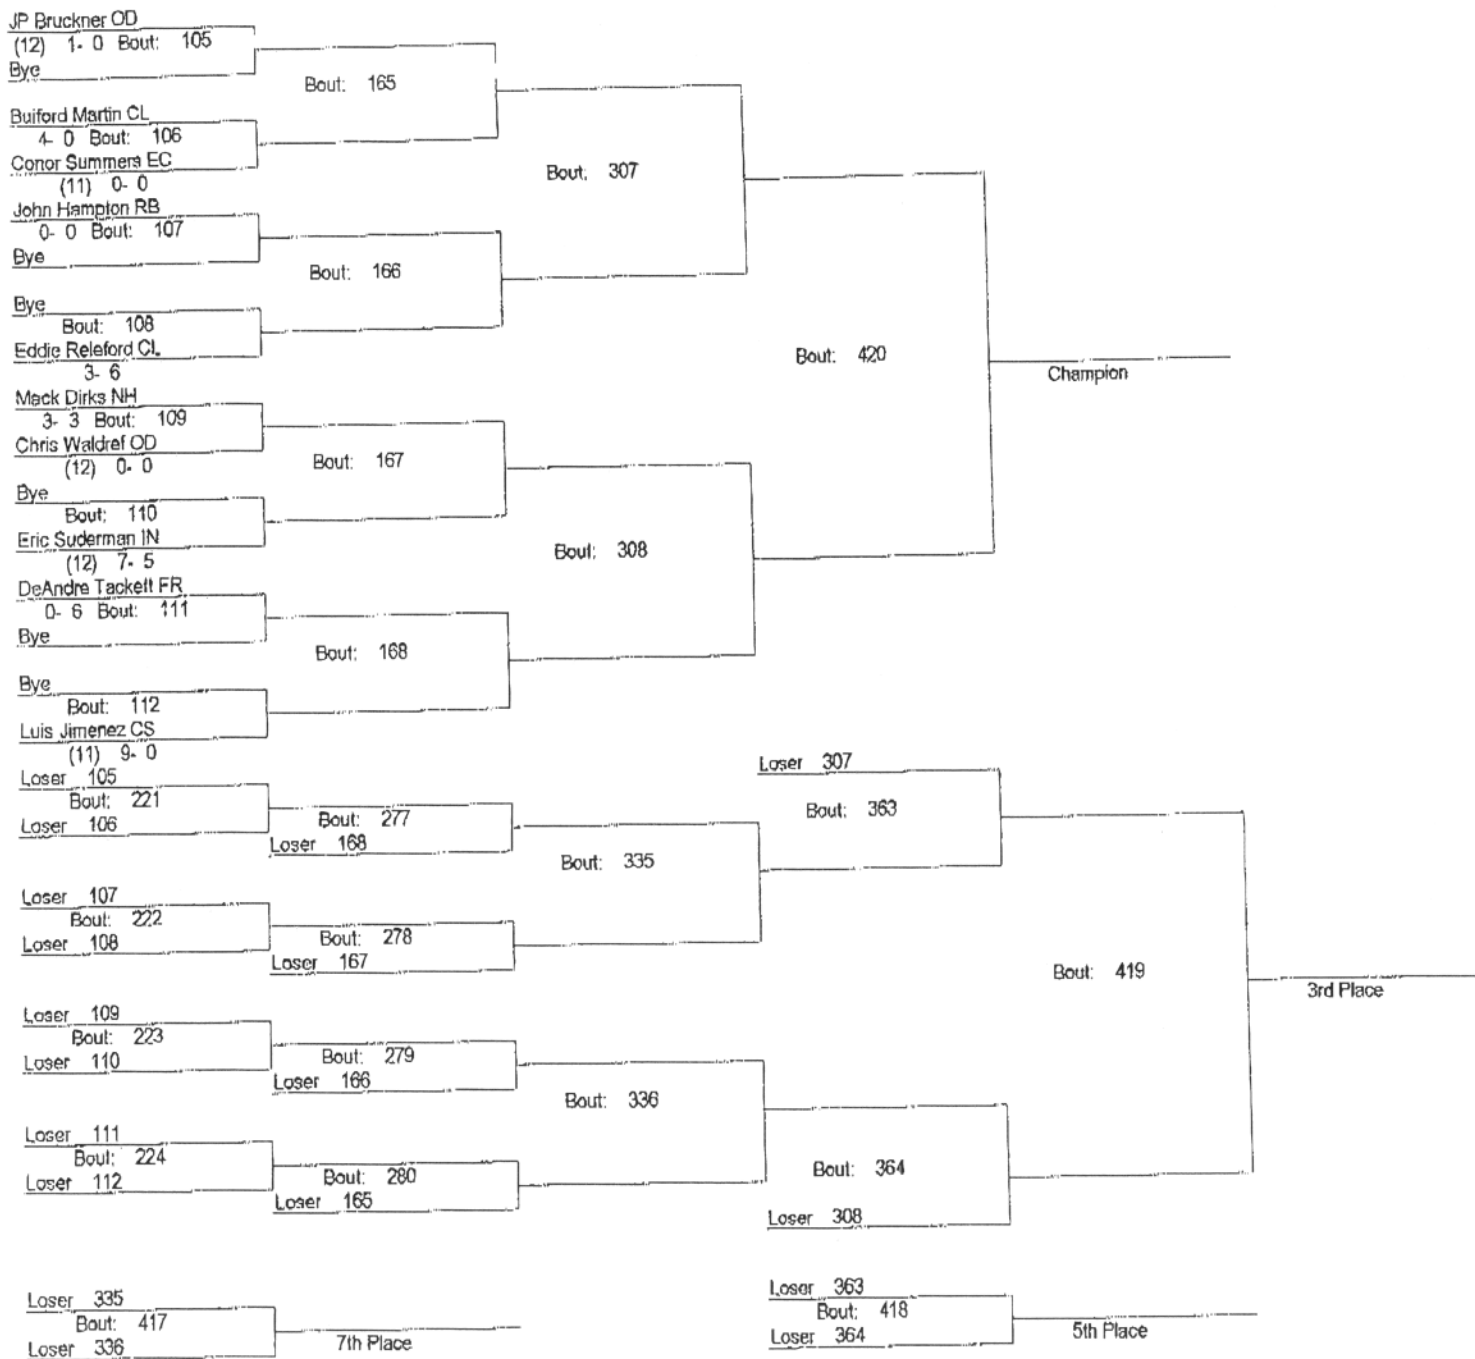 JP Bruckner OD
(12) 1- 0 Bout: 105
Bye
Bout: 165
Buiford Martin CL
4- 0 Bout: 106
Conor Summers EC
(11) 0- 0
Bout: 307
John Hampton RB
0- 0 Bout: 107
Bye
Bout: 166
Bye
Bout: 108
Eddie Releford CL
3- 6
Bout: 420
Champion
Mack Dirks NH
3- 3 Bout: 109
Chris Waldref OD
(12) 0- 0
Bout: 167
Bye
Bout: 110
Eric Suderman IN
(12) 7- 5
Bout: 308
DeAndre Tackett FR
0- 6 Bout: 111
Bye
Bout: 168
Bye
Bout: 112
Luis Jimenez CS
(11) 9- 0
Loser 105
Bout: 221
Loser 106
Bout: 277
Loser 168
Bout: 335
Loser 307
Bout: 363
Loser 107
Bout: 222
Loser 108
Bout: 278
Loser 167
Bout: 419
3rd Place
Loser 109
Bout: 223
Loser 110
Bout: 279
Loser 166
Bout: 336
Loser 111
Bout: 224
Loser 112
Bout: 280
Loser 165
Bout: 364
Loser 308
Loser 335
Bout: 417
Loser 336
7th Place
Loser 363
Bout: 418
Loser 364
5th Place